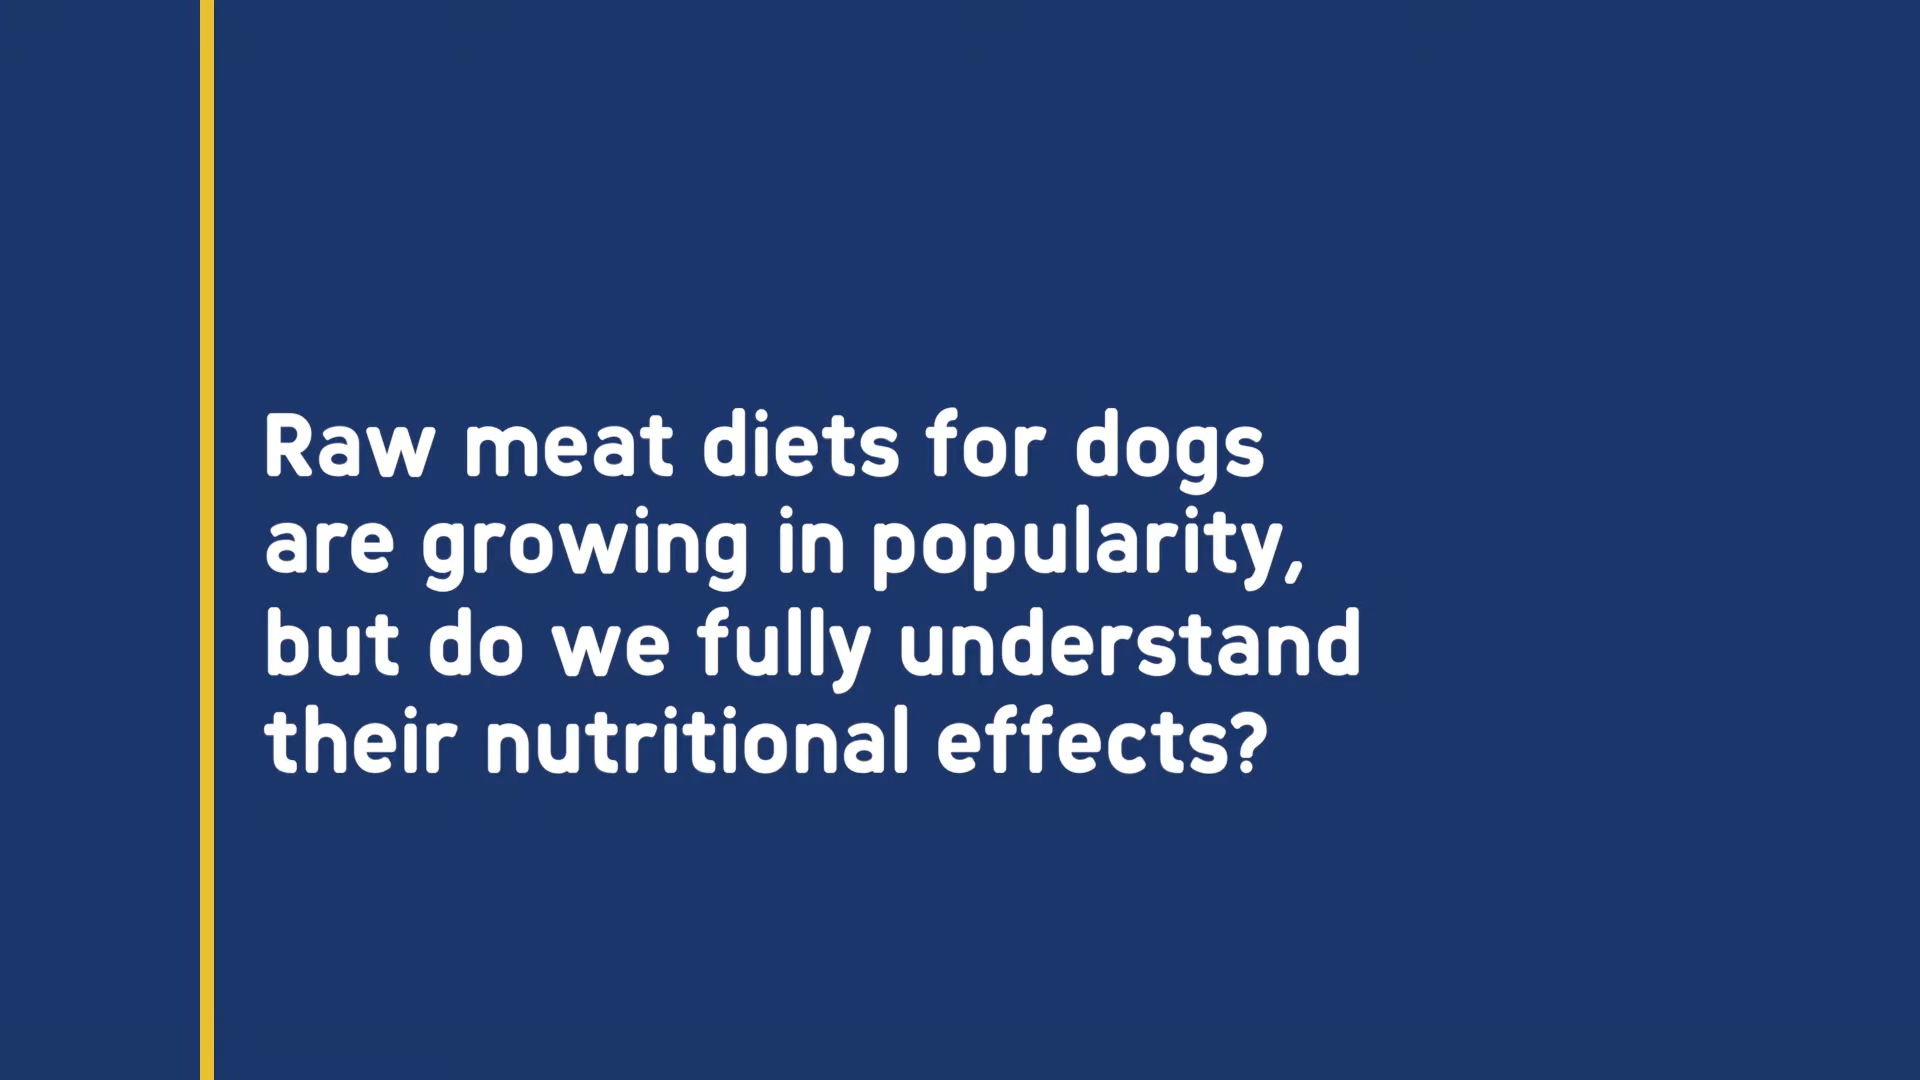 Raw meat diets for dogs
are growing in popularity,
but do we fully understand
their nutritional effects?